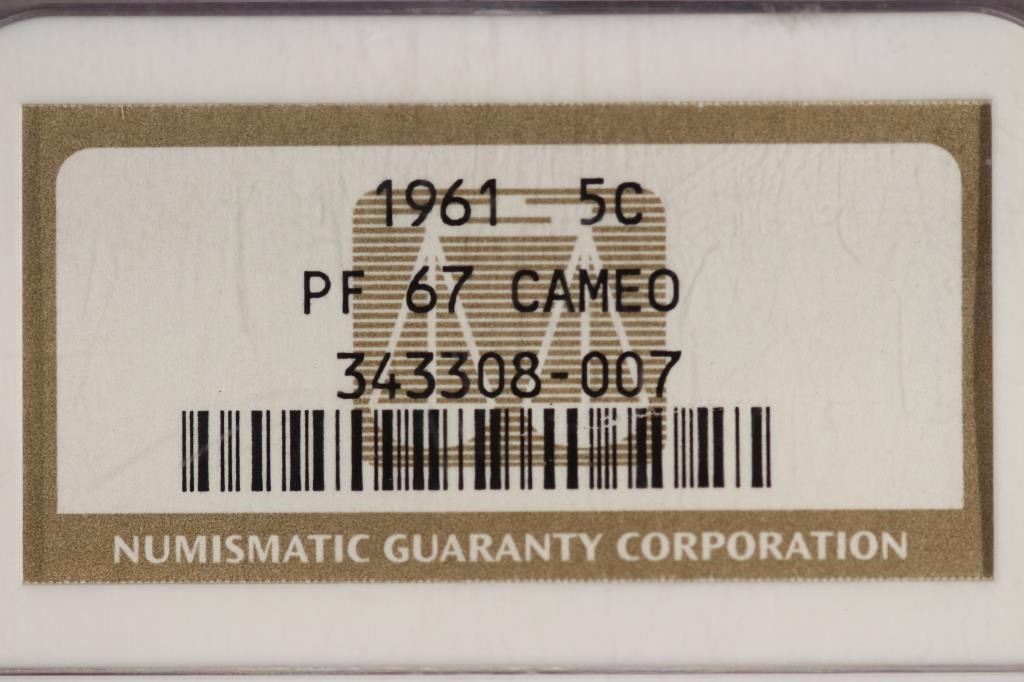 1961 5C
PF 67 CAMEO
343308-007
NUMISMATIC GUARANTY CORPORATION